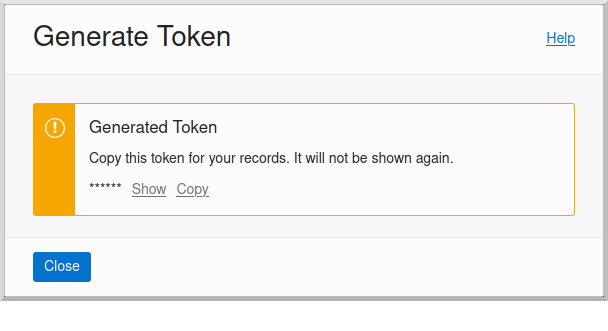 Generate Token
Help
Generated Token
Copy this token for your records. It will not be shown again.
****** Show Copy
Close